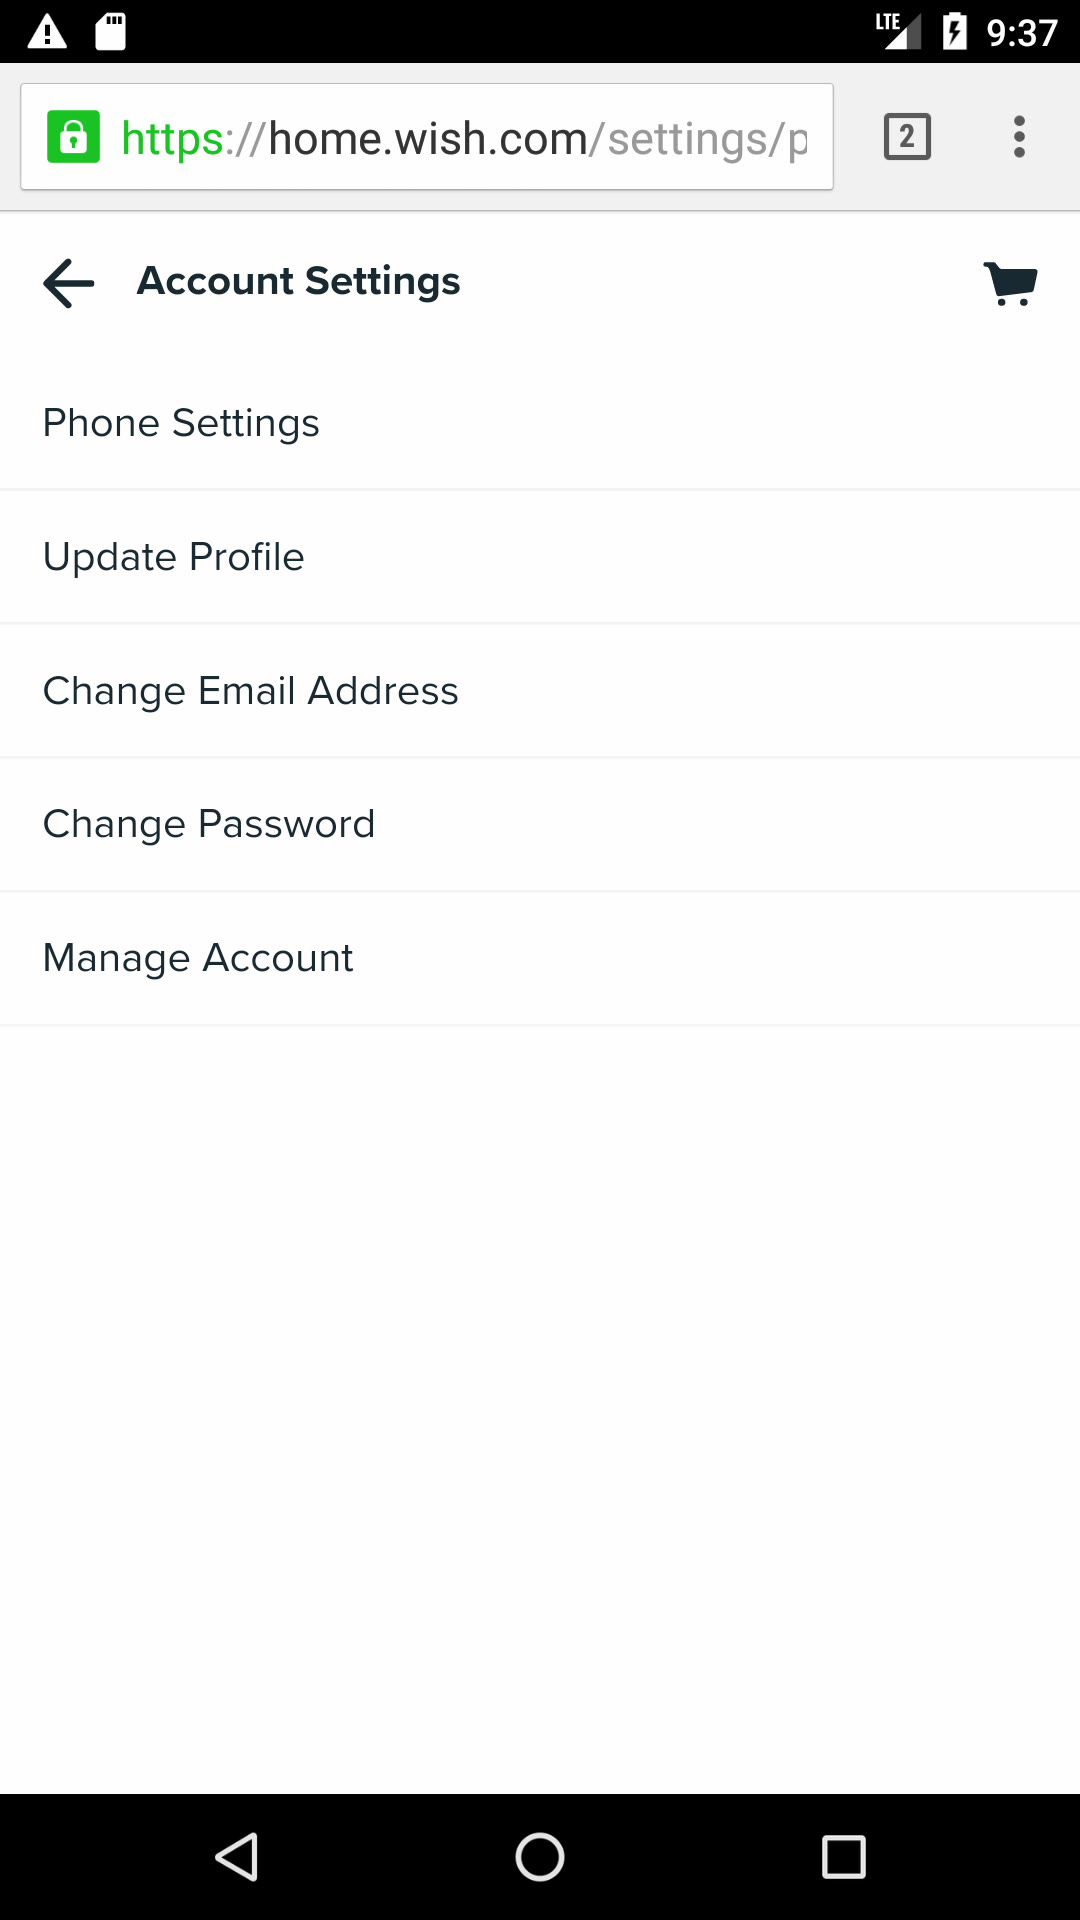 LTE 9:37
https://home.wish.com/settings/p
2
Account Settings
Phone Settings
Update Profile
Change Email Address
Change Password
Manage Account